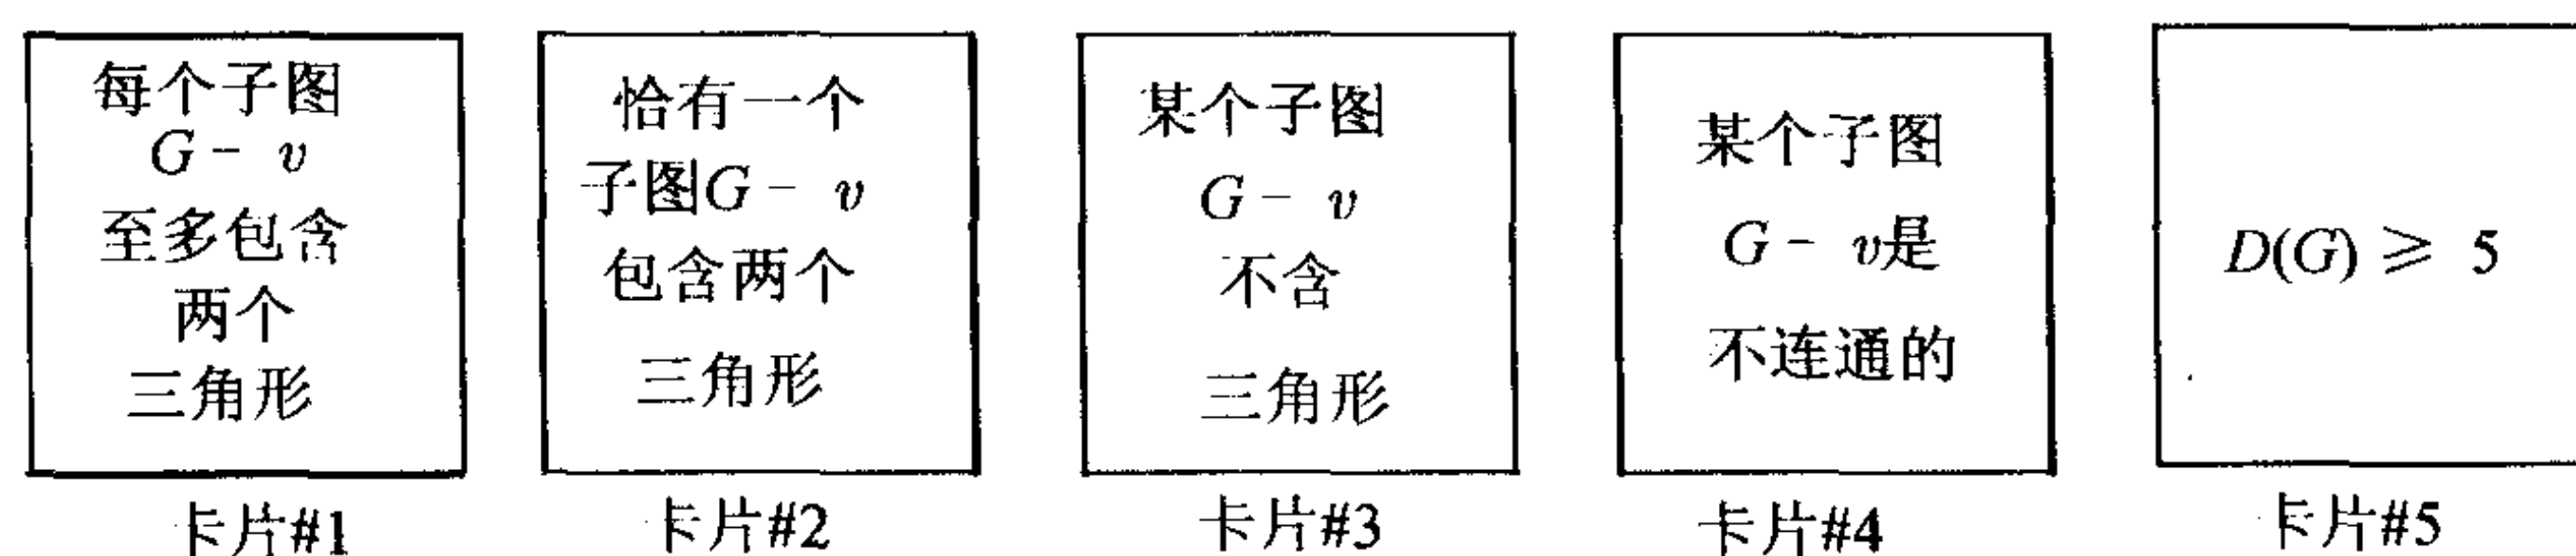 每个子图
G - v
至多包含
两个
三角形
卡片#1
恰有一个
子图G - v
包含两个
三角形
卡片#2
某个子图
G - v
不含
三角形
卡片#3
某个子图
G - v是
不连通的
卡片#4
D(G) ⩾ 5
卡片#5